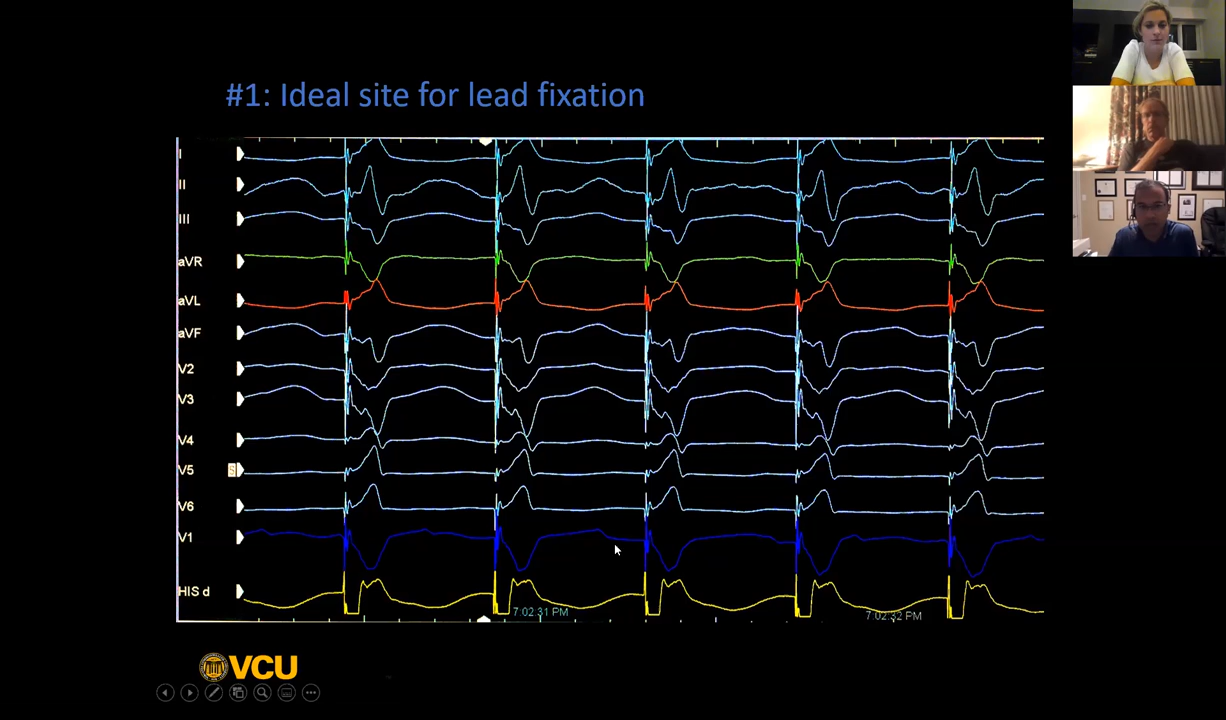 #1: Ideal site for lead fixation
I
II
III
aVR
aVL
aVF
V2
V3
V4
V5
S
V6
V1
HIS d
7:02:31 PM
7:02:32 PM
VCU